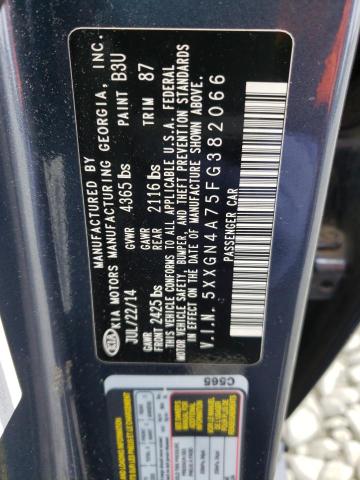 MANUFACTURED BY
KIA MOTORS MANUFACTURING GEORGIA, INC.
JUL/22/14 GVWR 4365 lbs PAINT B3U
GAWR FRONT 2425 lbs GAWR REAR 2116 lbs TRIM 87
THIS VEHICLE CONFORMS TO ALL APPLICABLE U.S.A. FEDERAL
MOTOR VEHICLE SAFETY, BUMPER, AND THEFT PREVENTION STANDARDS
IN EFFECT ON THE DATE OF MANUFACTURE SHOWN ABOVE.
V.I.N. 5XXGN4A75FG382066
PASSENGER CAR
KIA
C565